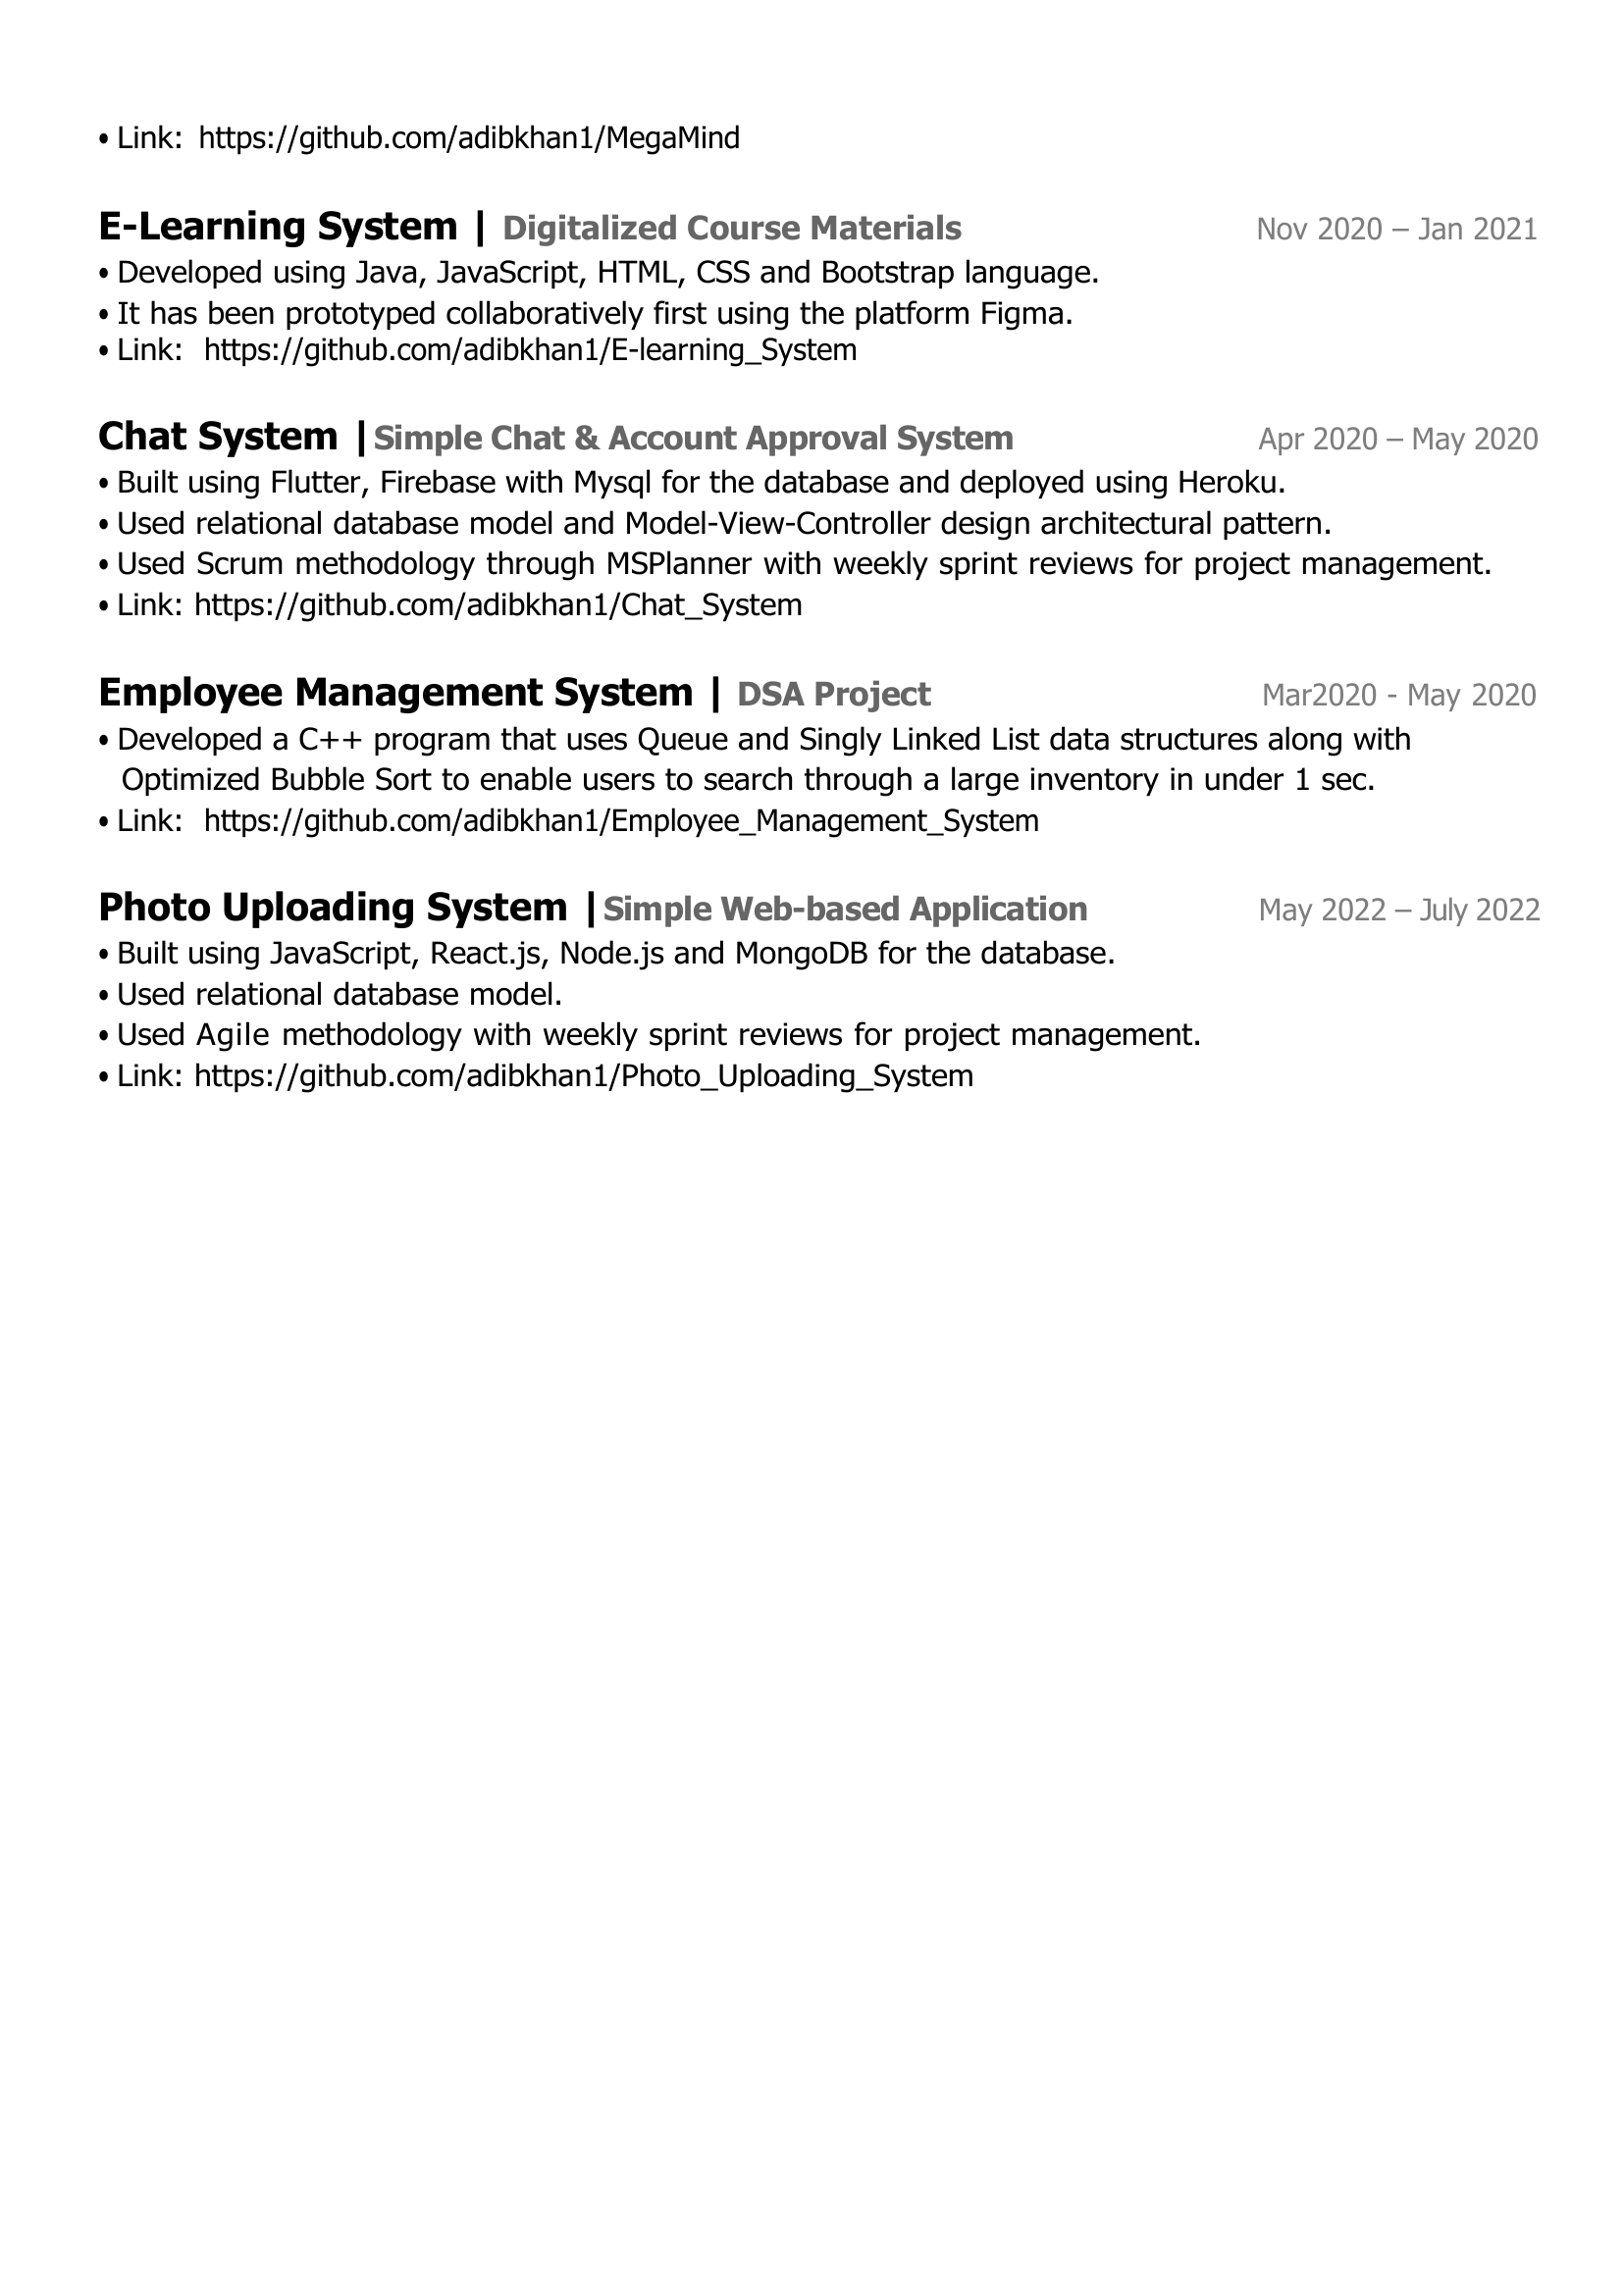 • Link: https://github.com/adibkhan1/MegaMind
E-Learning System | Digitalized Course Materials Nov 2020 – Jan 2021
• Developed using Java, JavaScript, HTML, CSS and Bootstrap language.
• It has been prototyped collaboratively first using the platform Figma.
• Link: https://github.com/adibkhan1/E-learning_System
Chat System |Simple Chat & Account Approval System Apr 2020 – May 2020
• Built using Flutter, Firebase with Mysql for the database and deployed using Heroku.
• Used relational database model and Model-View-Controller design architectural pattern.
• Used Scrum methodology through MSPlanner with weekly sprint reviews for project management.
• Link: https://github.com/adibkhan1/Chat_System
Employee Management System | DSA Project Mar2020 - May 2020
• Developed a C++ program that uses Queue and Singly Linked List data structures along with
Optimized Bubble Sort to enable users to search through a large inventory in under 1 sec.
• Link: https://github.com/adibkhan1/Employee_Management_System
Photo Uploading System |Simple Web-based Application May 2022 – July 2022
• Built using JavaScript, React.js, Node.js and MongoDB for the database.
• Used relational database model.
• Used Agile methodology with weekly sprint reviews for project management.
• Link: https://github.com/adibkhan1/Photo_Uploading_System